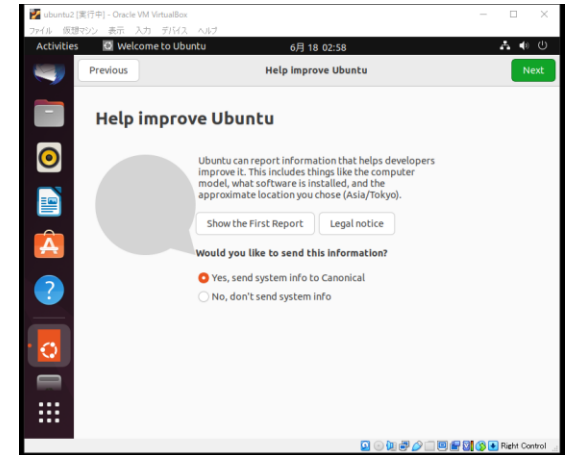 ubuntu2 [実行中] - Oracle VM VirtualBox
ファイル 仮想マシン 表示 入力 デバイス ヘルプ
Activities Welcome to Ubuntu 6月 18 02:58
Previous Help improve Ubuntu Next
Help improve Ubuntu
Ubuntu can report information that helps developers
improve it. This includes things like the computer
model, what software is installed, and the
approximate location you chose (Asia/Tokyo).
Show the First Report Legal notice
Would you like to send this information?
Yes, send system info to Canonical
No, don't send system info
Right Control